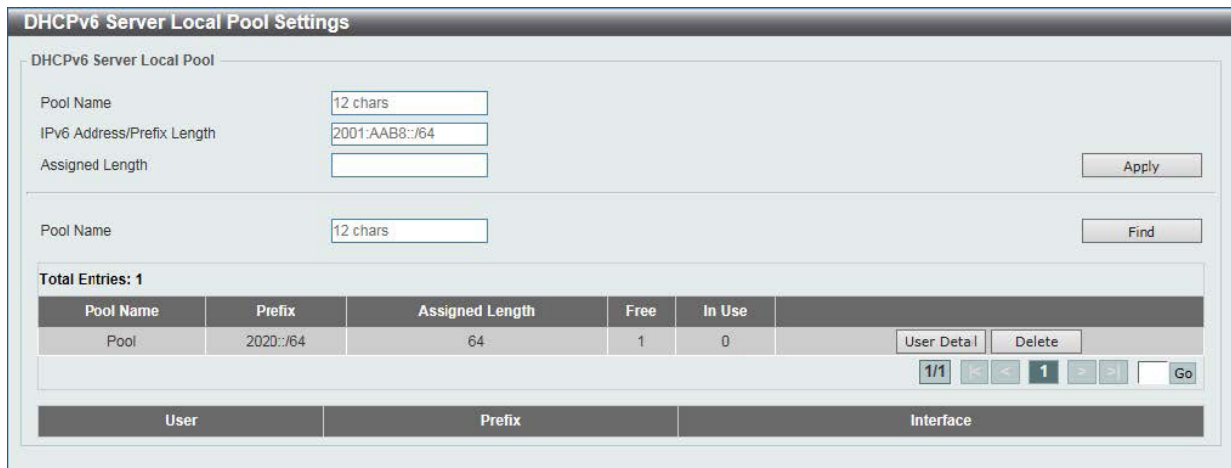 DHCPv6 Server Local Pool Settings
DHCPv6 Server Local Pool
Pool Name 12 chars
IPv6 Address/Prefix Length 2001:AAB8::/64
Assigned Length Apply
Pool Name 12 chars Find
Total Entries: 1
Pool Name Prefix Assigned Length Free In Use
Pool 2020::/64 64 1 0 User Detail Delete
1/1 |< < 1 > >| Go
User Prefix Interface